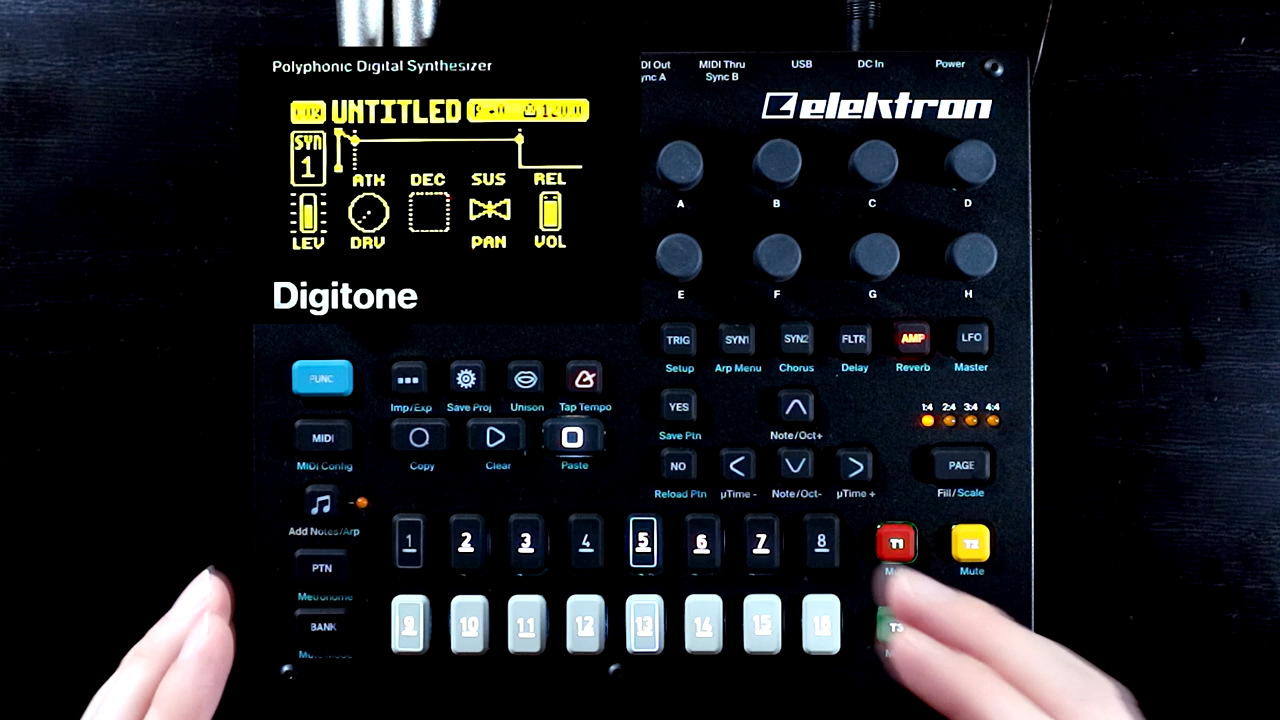 Polyphonic Digital Synthesizer
DI Out MIDI Thru USB DC In Power
ync A Sync B
elektron
UNTITLED
SYN
1
ATK DEC SUS REL
LEV DRV PAN VOL
A B C D
E F G H
Digitone
TRIG SYN1 SYN2 FLTR AMP LFO
Setup Arp Menu Chorus Delay Reverb Master
FUNC
Imp/Exp Save Proj Unison Tap Tempo
YES
Save Ptn Note/Oct+
1:4 2:4 3:4 4:4
MIDI
MIDI Config Copy Clear Paste
NO PAGE
Reload Ptn µTime - Note/Oct- µTime + Fill/Scale
Add Notes/Arp
1 2 3 4 5 6 7 8 T1 T2
Mute
PTN
Metronome
BANK 9 10 11 12 13 14 15 16 T3
Mute Mode